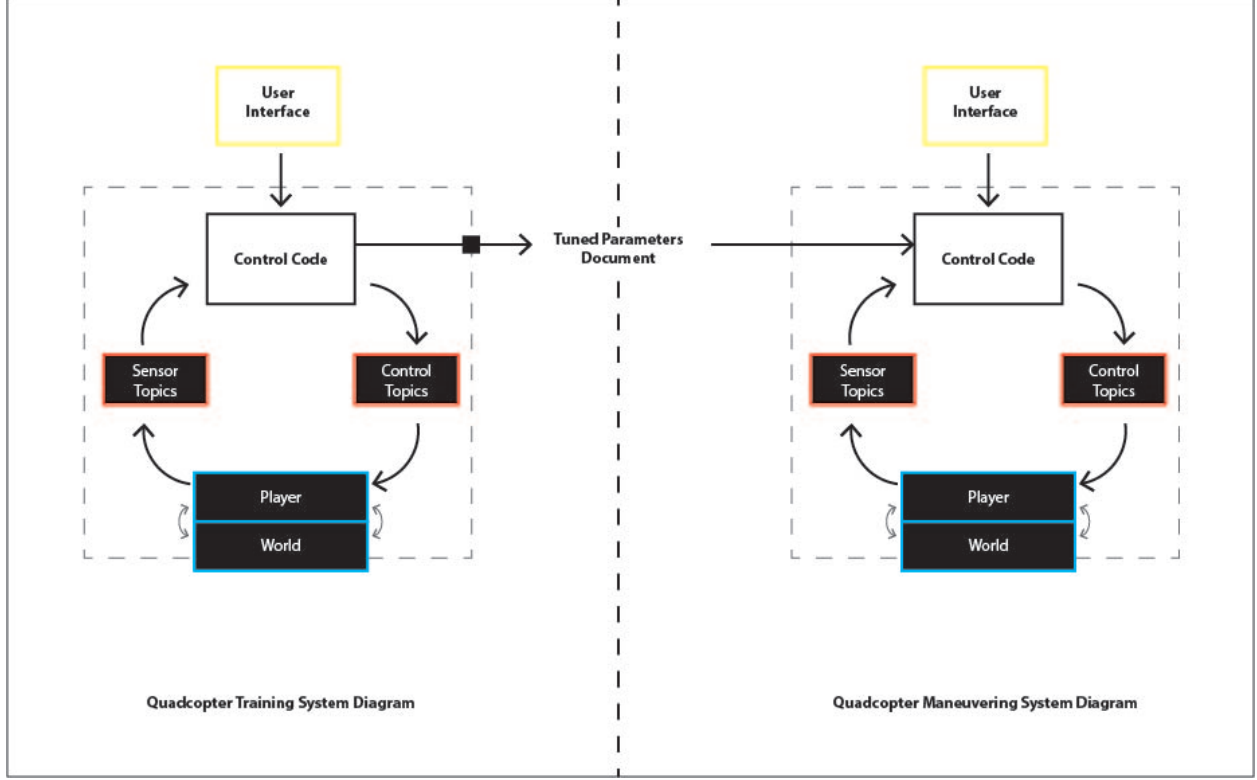 User
Interface
Control Code
Sensor
Topics
Control
Topics
Player
World
Quadcopter Training System Diagram
Tuned Parameters
Document
User
Interface
Control Code
Sensor
Topics
Control
Topics
Player
World
Quadcopter Maneuvering System Diagram